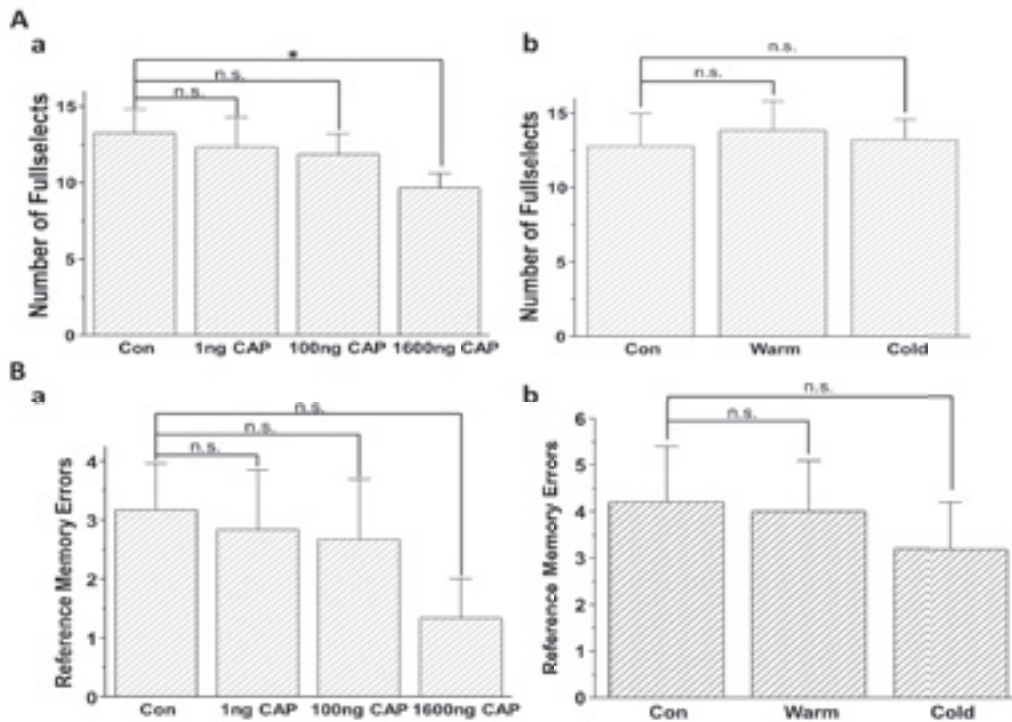 A
a
*
n.s.
n.s.
Number of Fullselects
15
10
5
0
Con 1ng CAP 100ng CAP 1600ng CAP
b
n.s.
n.s.
Number of Fullselects
15
10
5
0
Con Warm Cold
B
a
n.s.
n.s.
n.s.
Reference Memory Errors
4
3
2
1
0
Con 1ng CAP 100ng CAP 1600ng CAP
b
n.s.
n.s.
Reference Memory Errors
6
5
4
3
2
1
0
Con Warm Cold